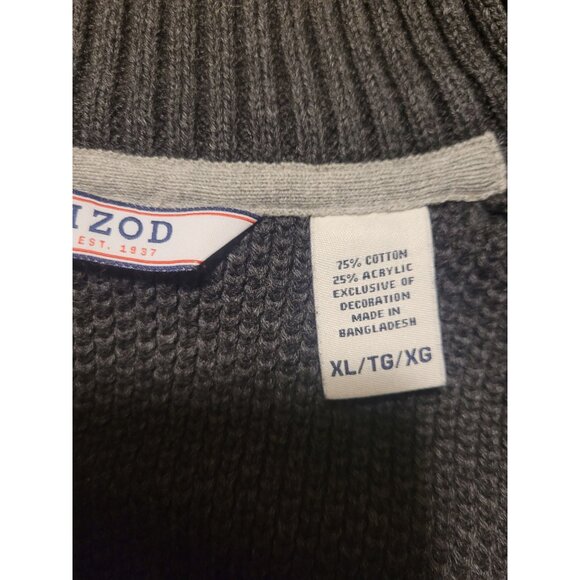 IZOD
EST. 1937
75% COTTON
25% ACRYLIC
EXCLUSIVE OF
DECORATION
MADE IN
BANGLADESH
XL/TG/XG